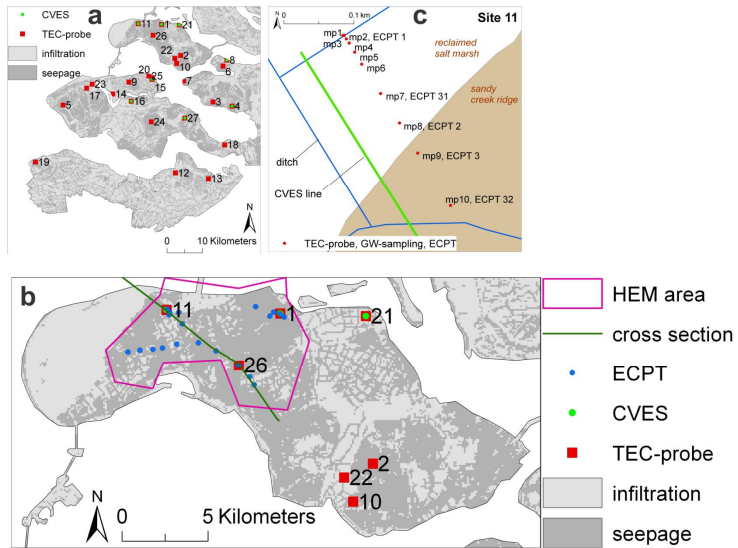 a
CVES
TEC-probe
infiltration
seepage
11
1
21
26
22
2
10
8
6
20
25
15
7
23
17
9
14
16
5
3
4
24
27
18
19
12
13
N
0 10 Kilometers
c
0 0.1 km
Site 11
mp1
mp2, ECPT 1
mp3
mp4
mp5
mp6
reclaimed
salt marsh
mp7, ECPT 31
sandy
creek ridge
mp8, ECPT 2
mp9, ECPT 3
ditch
CVES line
mp10, ECPT 32
N
TEC-probe, GW-sampling, ECPT
b
11
1
21
26
2
22
10
N
0 5 Kilometers
HEM area
cross section
ECPT
CVES
TEC-probe
infiltration
seepage